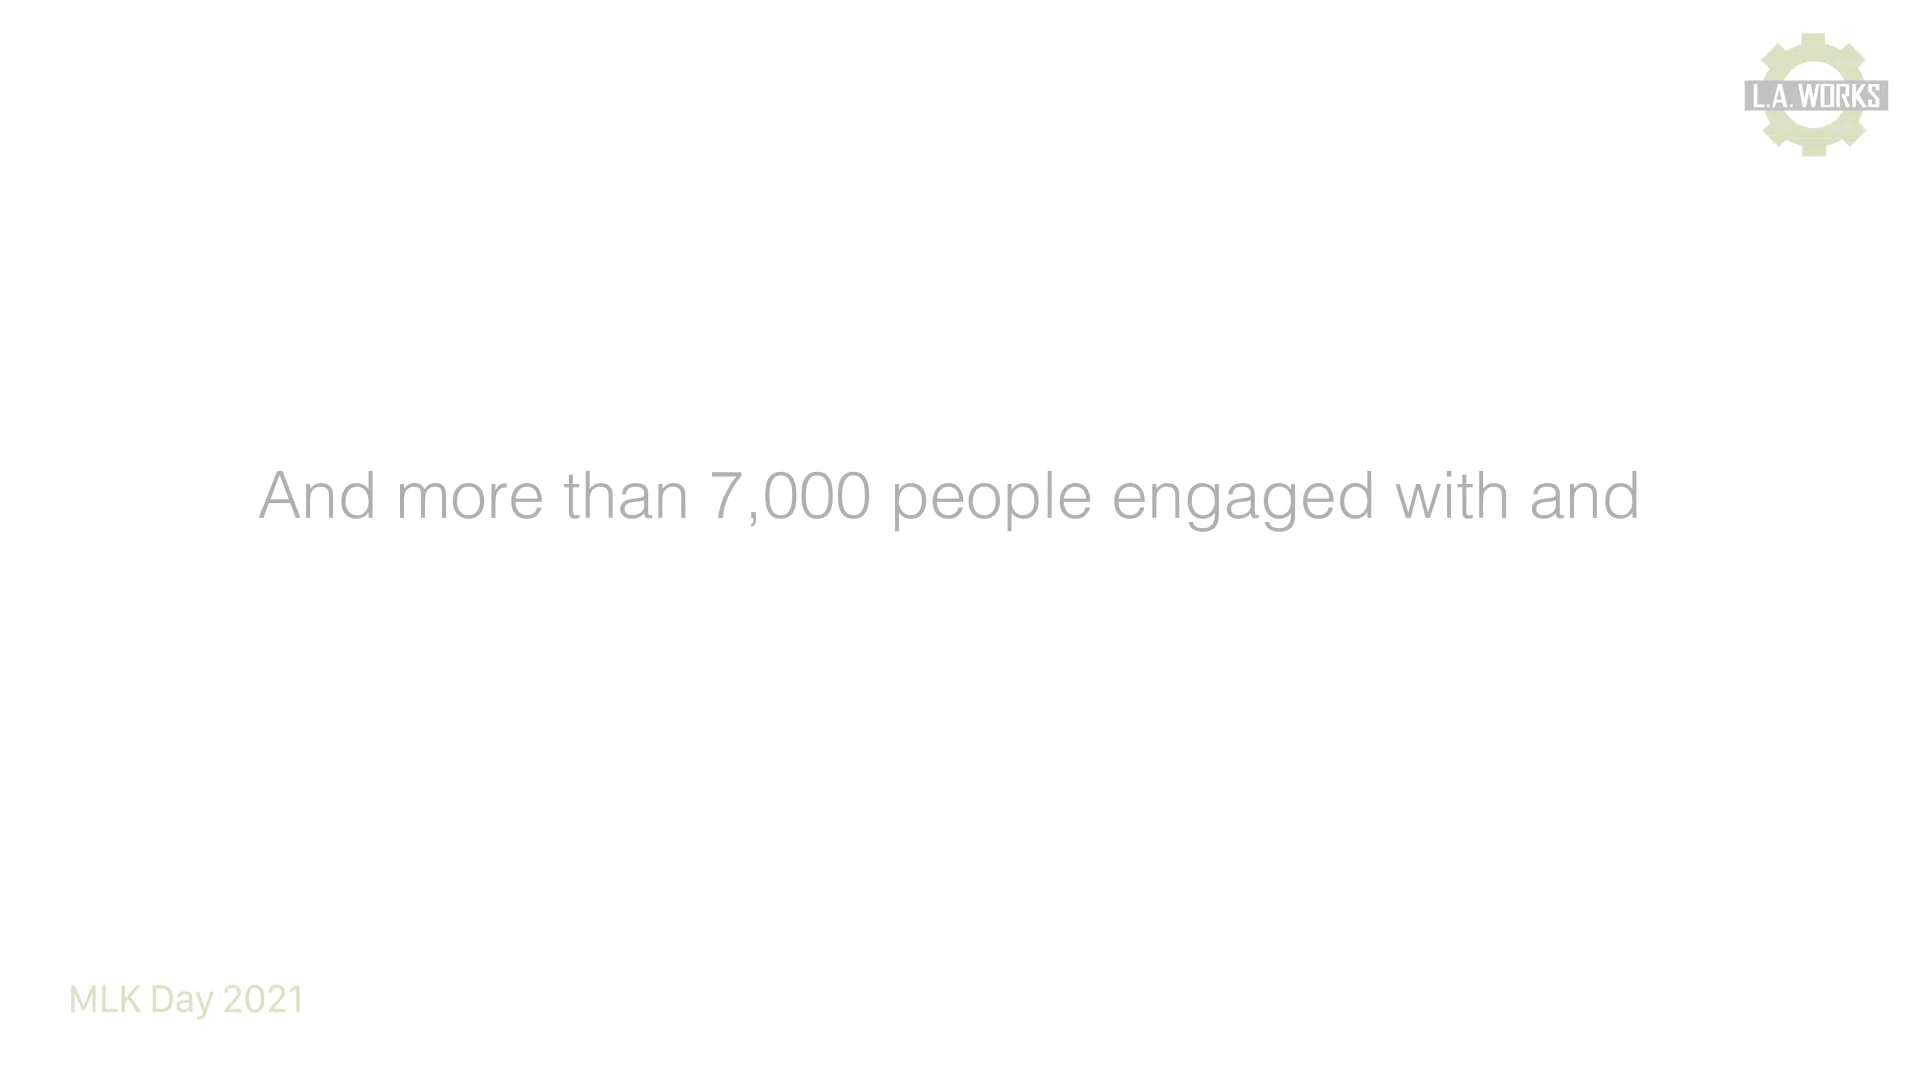 L.A. WORKS
And more than 7,000 people engaged with and
MLK Day 2021